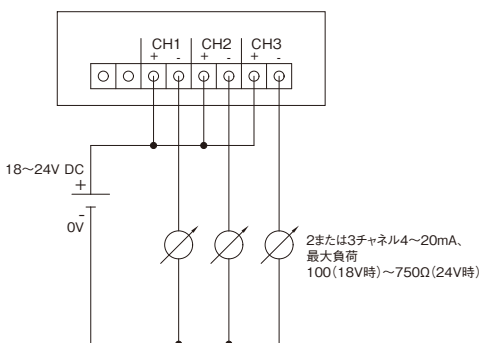 CH1 CH2 CH3
+ - + - + -
18～24V DC
+
-
0V
2または3チャネル4～20mA、
最大負荷
100（18V時）～750Ω（24V時）